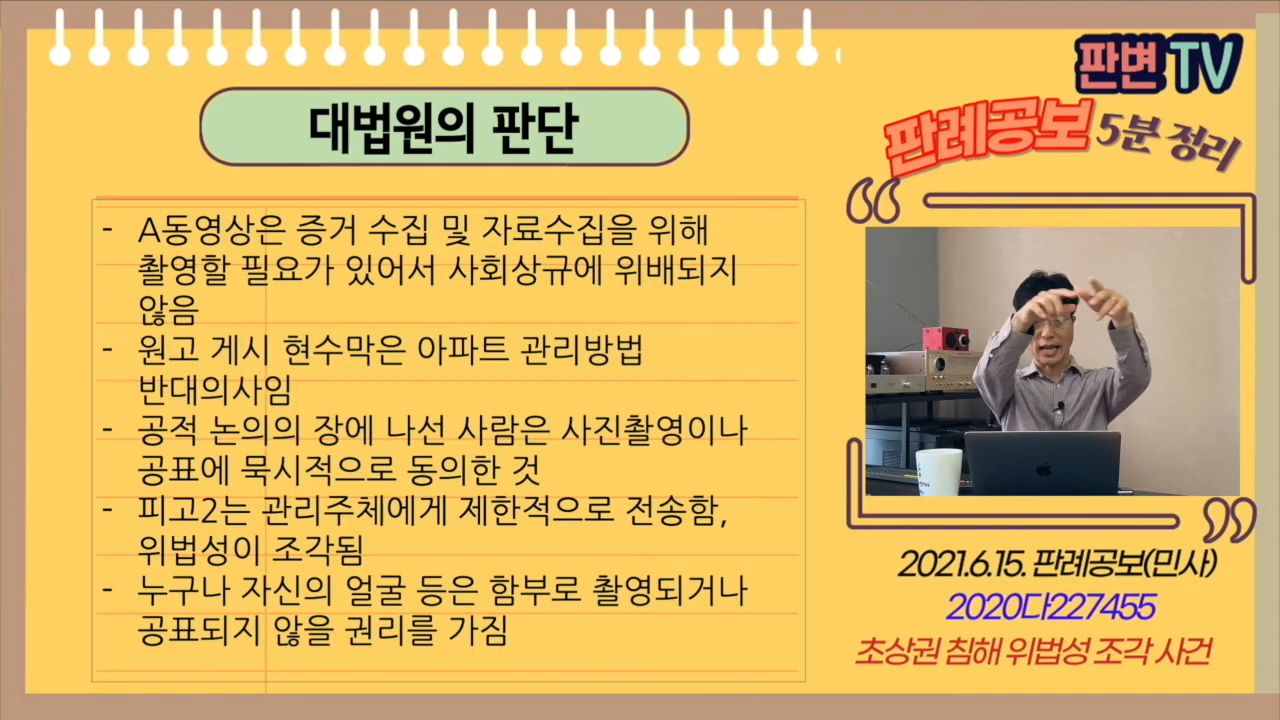 판변 TV
판례공보 5분 정리
대법원의 판단
- A동영상은 증거 수집 및 자료수집을 위해
촬영할 필요가 있어서 사회상규에 위배되지
않음
- 원고 게시 현수막은 아파트 관리방법
반대의사임
- 공적 논의의 장에 나선 사람은 사진촬영이나
공표에 묵시적으로 동의한 것
- 피고2는 관리주체에게 제한적으로 전송함,
위법성이 조각됨
- 누구나 자신의 얼굴 등은 함부로 촬영되거나
공표되지 않을 권리를 가짐
2021.6.15. 판례공보(민사)
2020다227455
초상권 침해 위법성 조각 사건